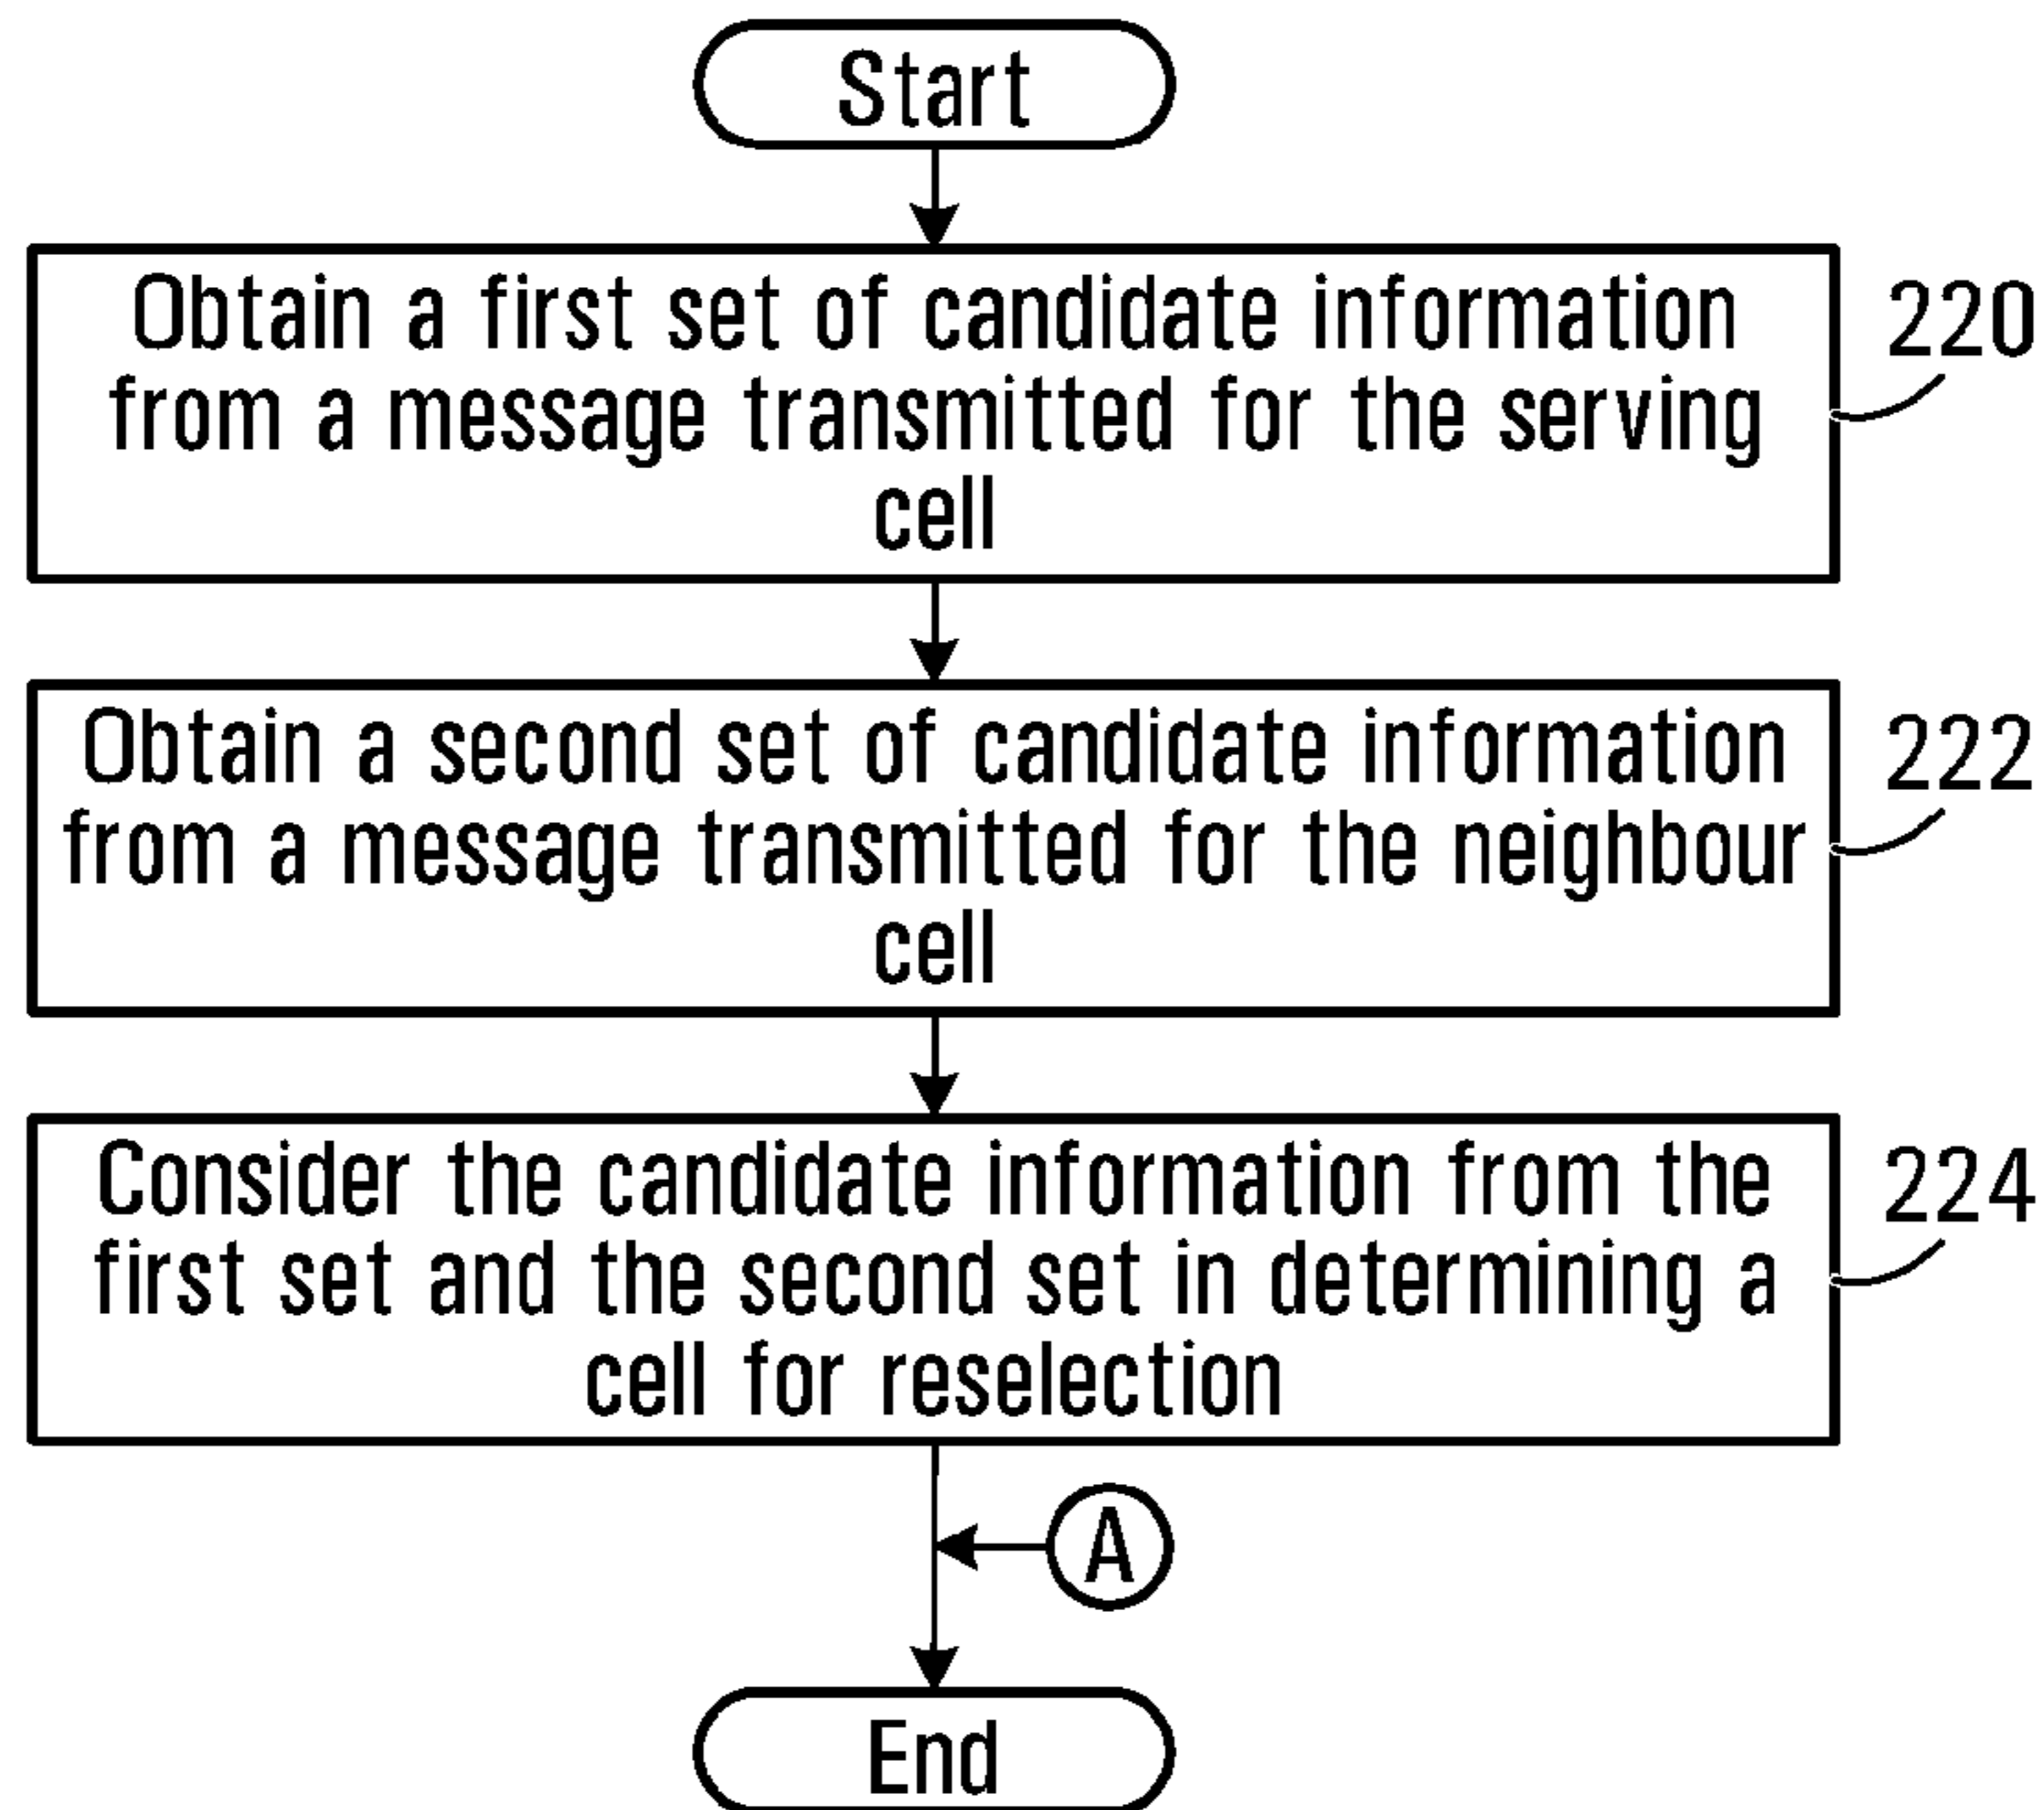 Start
Obtain a first set of candidate information
from a message transmitted for the serving
cell
220
Obtain a second set of candidate information
from a message transmitted for the neighbour
cell
222
Consider the candidate information from the
first set and the second set in determining a
cell for reselection
224
A
End